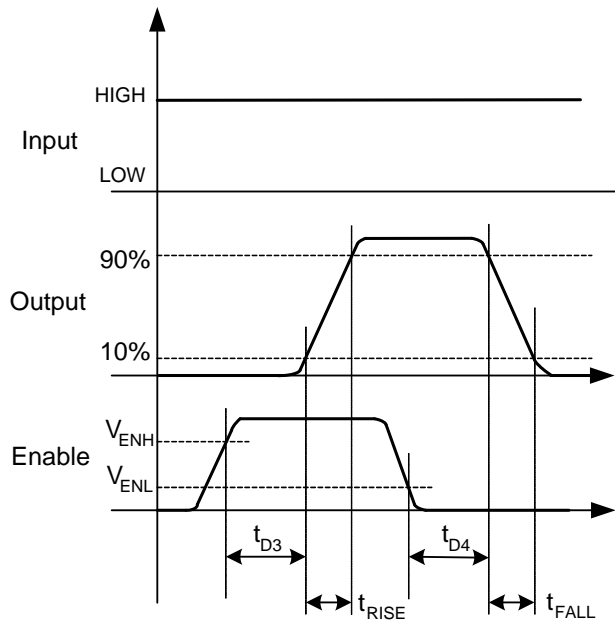 HIGH
Input
LOW
90%
Output
10%
VENH
Enable
VENL
tD3
tD4
tRISE
tFALL